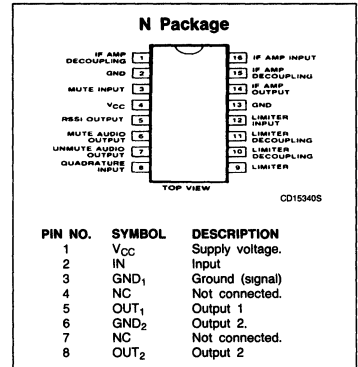 N Package
IF AMP DECOUPLING 1
GND 2
MUTE INPUT 3
VCC 4
RSSI OUTPUT 5
MUTE AUDIO OUTPUT 6
UNMUTE AUDIO OUTPUT 7
QUADRATURE INPUT 8
16 IF AMP INPUT
15 IF AMP DECOUPLING
14 IF AMP OUTPUT
13 GND
12 LIMITER INPUT
11 LIMITER DECOUPLING
10 LIMITER DECOUPLING
9 LIMITER
TOP VIEW
CD15340S
PIN NO. SYMBOL DESCRIPTION
1 VCC Supply voltage.
2 IN Input
3 GND1 Ground (signal)
4 NC Not connected.
5 OUT1 Output 1
6 GND2 Output 2.
7 NC Not connected.
8 OUT2 Output 2